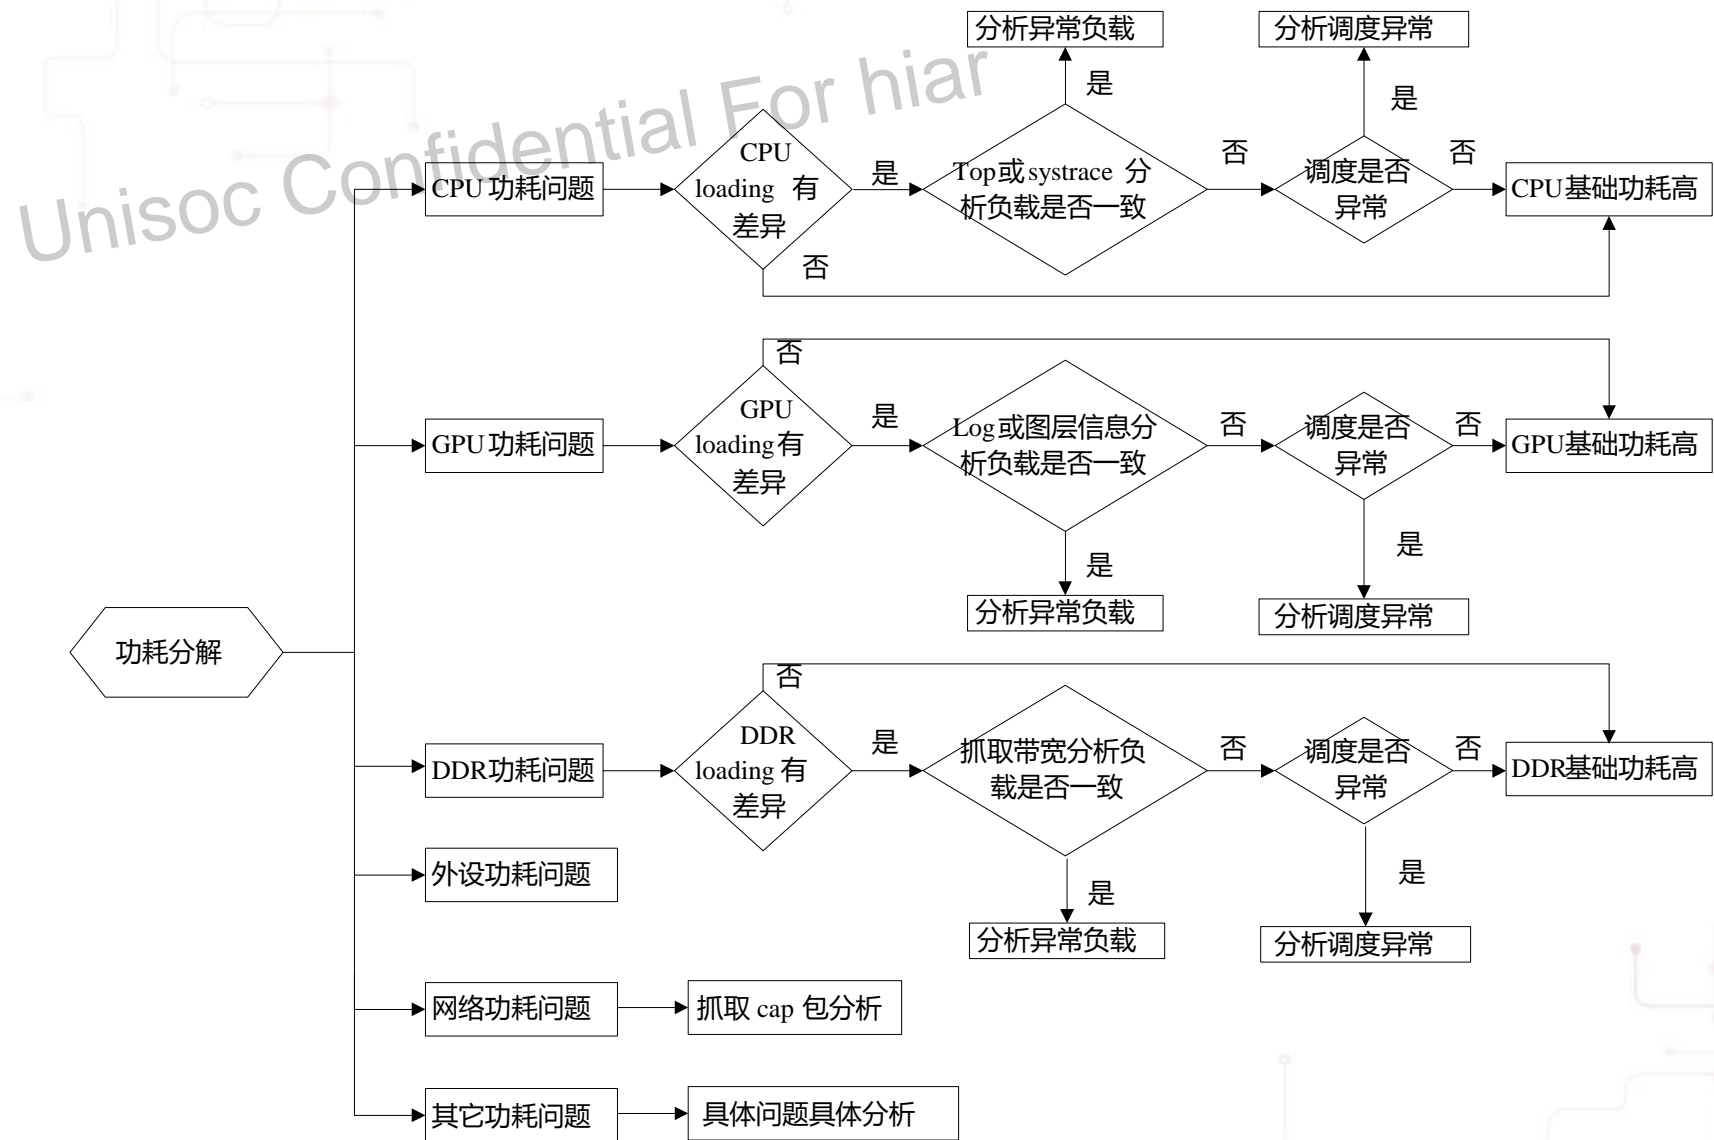 Unisoc Confidential For hiar
分析异常负载
分析调度异常
是
是
CPU功耗问题
CPU
loading 有
差异
是
Top或systrace 分
析负载是否一致
否
调度是否
异常
否
CPU基础功耗高
否
否
GPU功耗问题
GPU
loading有
差异
是
Log或图层信息分
析负载是否一致
否
调度是否
异常
否
GPU基础功耗高
是
是
分析异常负载
分析调度异常
功耗分解
否
DDR功耗问题
DDR
loading 有
差异
是
抓取带宽分析负
载是否一致
否
调度是否
异常
否
DDR基础功耗高
是
是
分析异常负载
分析调度异常
外设功耗问题
网络功耗问题
抓取 cap 包分析
其它功耗问题
具体问题具体分析